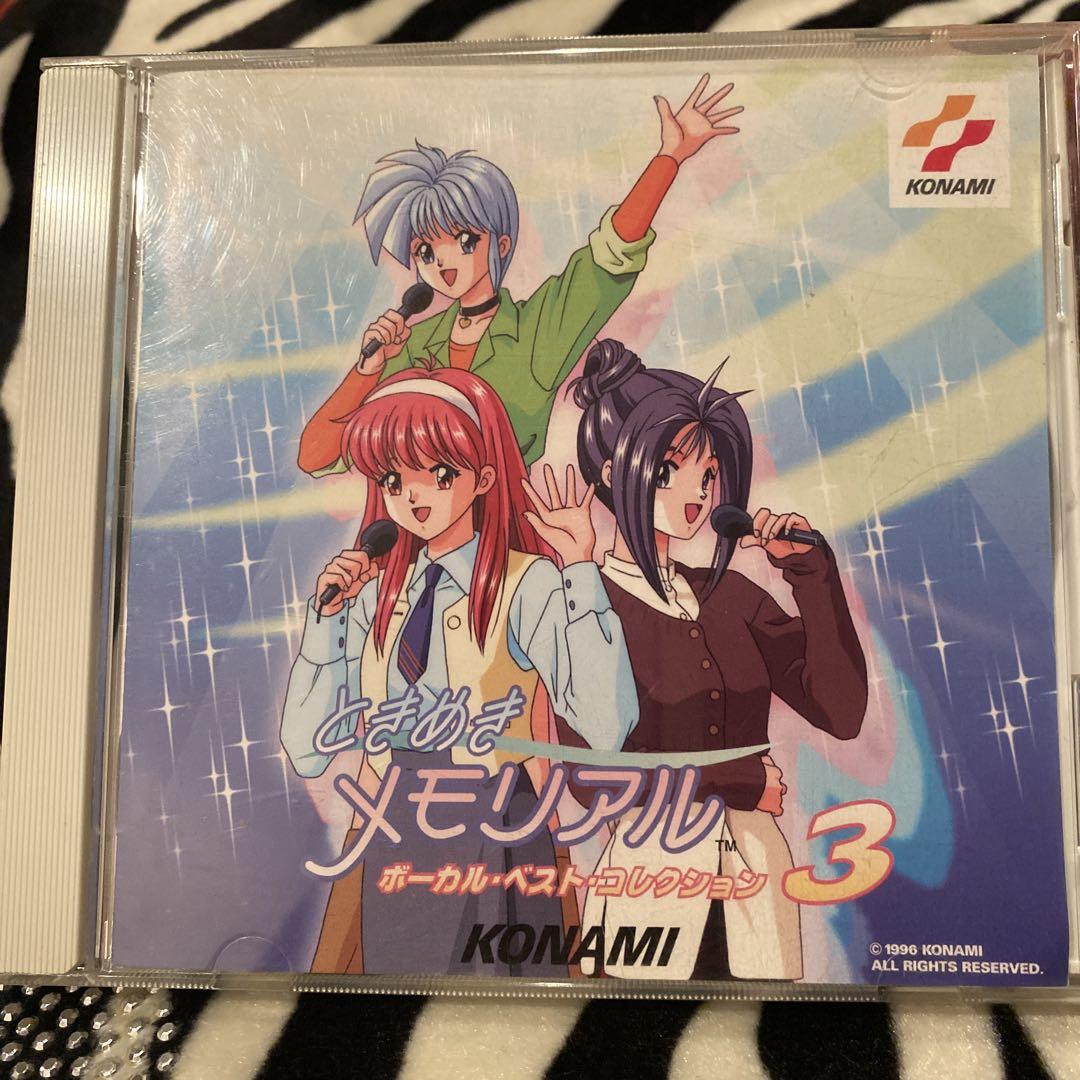 KONAMI
ときめき
メモリアル
TM
ボーカル・ベスト・コレクション 3
KONAMI
© 1996 KONAMI
ALL RIGHTS RESERVED.